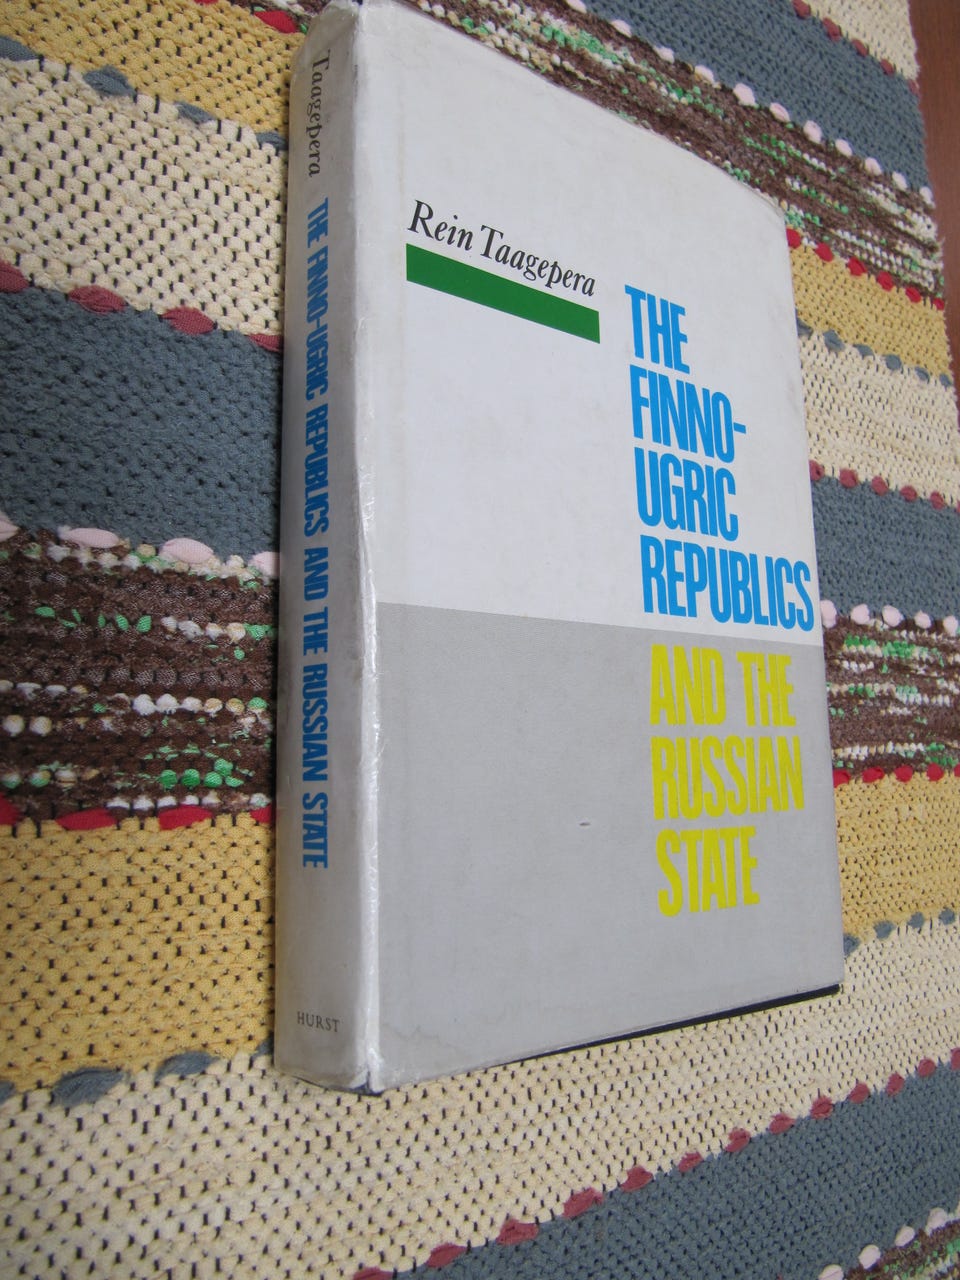 Taagepera THE FINNO-UGRIC REPUBLICS AND THE RUSSIAN STATE
HURST
Rein Taagepera
THE
FINNO-
UGRIC
REPUBLICS
AND THE
RUSSIAN
STATE